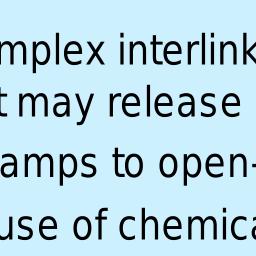 mplex interlink
t may release
amps to open-
use of chemica